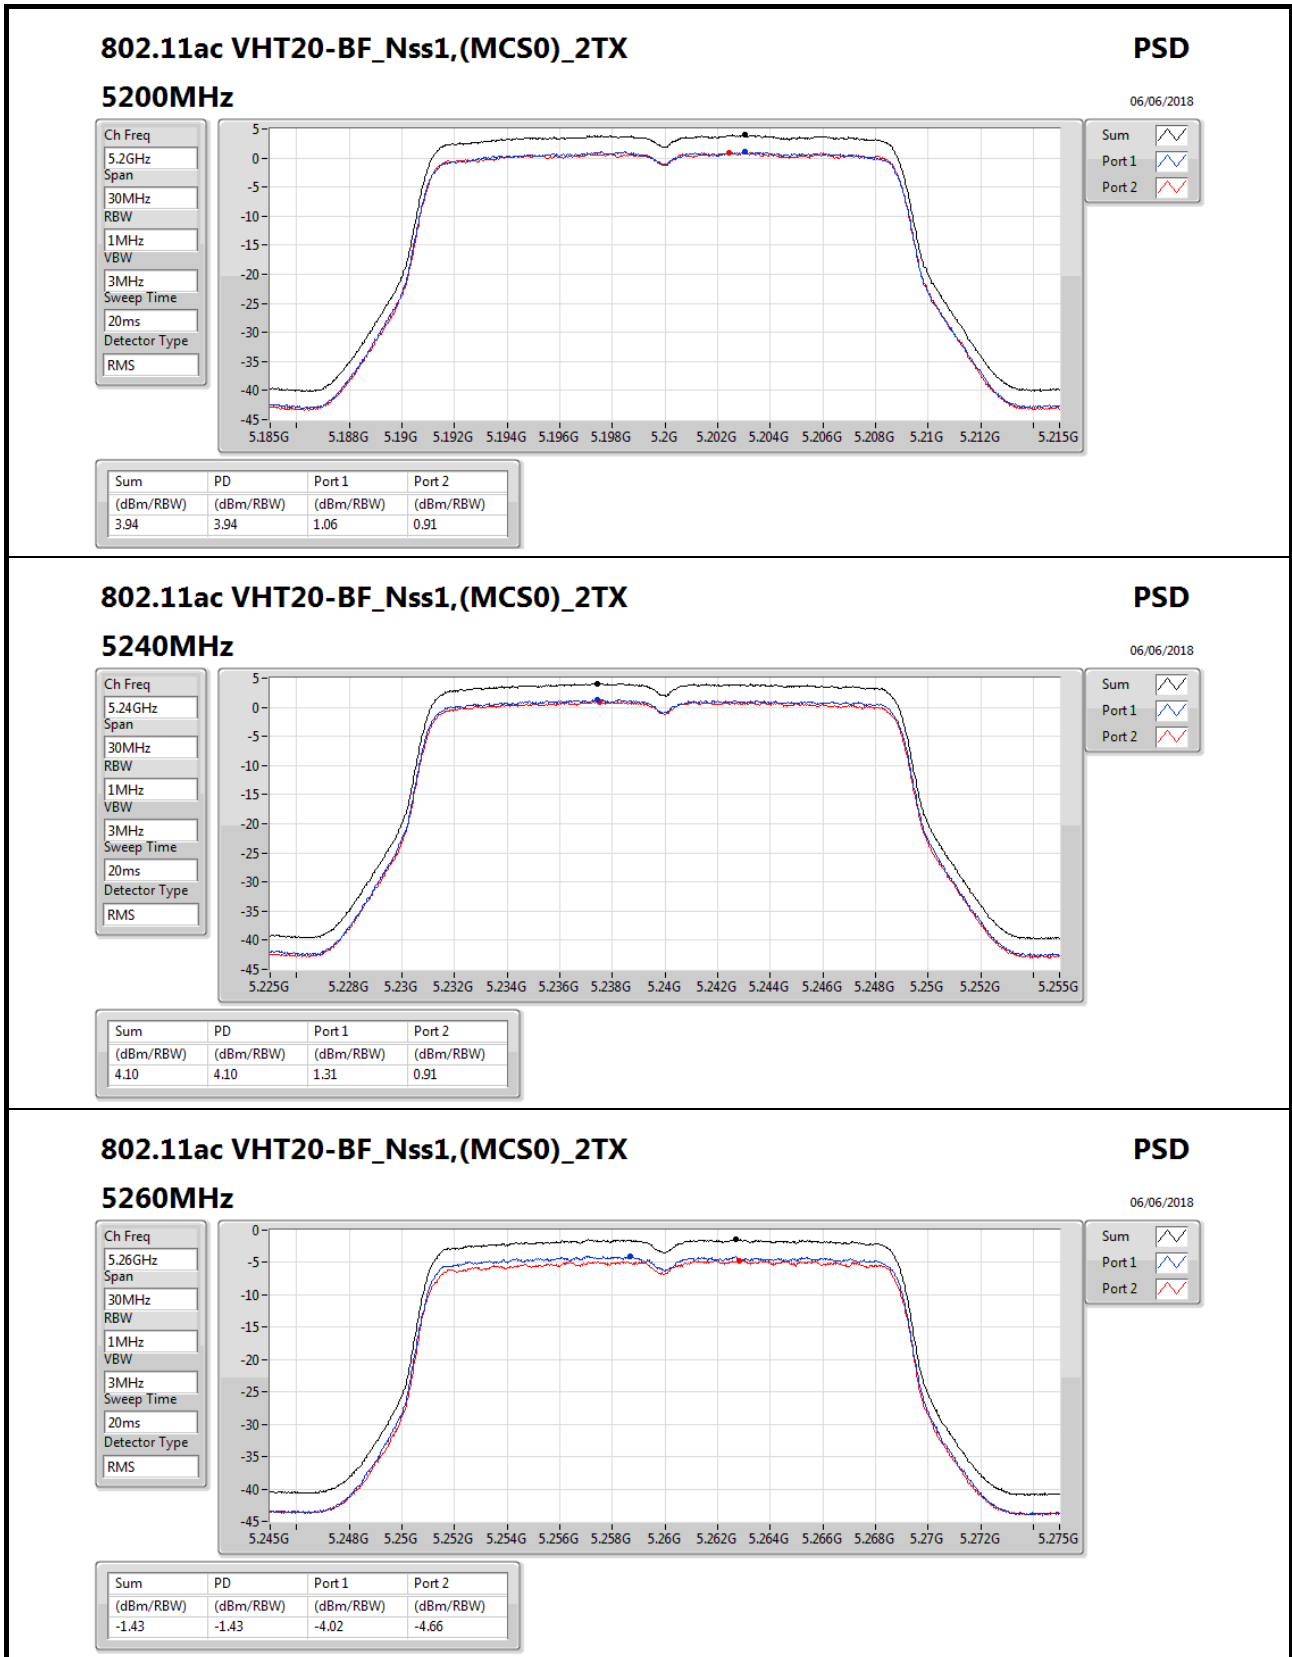 802.11ac VHT20-BF_Nss1,(MCS0)_2TX PSD
5200MHz 06/06/2018
Ch Freq
5.2GHz
Span
30MHz
RBW
1MHz
VBW
3MHz
Sweep Time
20ms
Detector Type
RMS
5
0
-5
-10
-15
-20
-25
-30
-35
-40
-45
5.185G 5.188G 5.19G 5.192G 5.194G 5.196G 5.198G 5.2G 5.202G 5.204G 5.206G 5.208G 5.21G 5.212G 5.215G
Sum
Port 1
Port 2
Sum PD Port 1 Port 2
(dBm/RBW) (dBm/RBW) (dBm/RBW) (dBm/RBW)
3.94 3.94 1.06 0.91
802.11ac VHT20-BF_Nss1,(MCS0)_2TX PSD
5240MHz 06/06/2018
Ch Freq
5.24GHz
Span
30MHz
RBW
1MHz
VBW
3MHz
Sweep Time
20ms
Detector Type
RMS
5
0
-5
-10
-15
-20
-25
-30
-35
-40
-45
5.225G 5.228G 5.23G 5.232G 5.234G 5.236G 5.238G 5.24G 5.242G 5.244G 5.246G 5.248G 5.25G 5.252G 5.255G
Sum
Port 1
Port 2
Sum PD Port 1 Port 2
(dBm/RBW) (dBm/RBW) (dBm/RBW) (dBm/RBW)
4.10 4.10 1.31 0.91
802.11ac VHT20-BF_Nss1,(MCS0)_2TX PSD
5260MHz 06/06/2018
Ch Freq
5.26GHz
Span
30MHz
RBW
1MHz
VBW
3MHz
Sweep Time
20ms
Detector Type
RMS
0
-5
-10
-15
-20
-25
-30
-35
-40
-45
5.245G 5.248G 5.25G 5.252G 5.254G 5.256G 5.258G 5.26G 5.262G 5.264G 5.266G 5.268G 5.27G 5.272G 5.275G
Sum
Port 1
Port 2
Sum PD Port 1 Port 2
(dBm/RBW) (dBm/RBW) (dBm/RBW) (dBm/RBW)
-1.43 -1.43 -4.02 -4.66